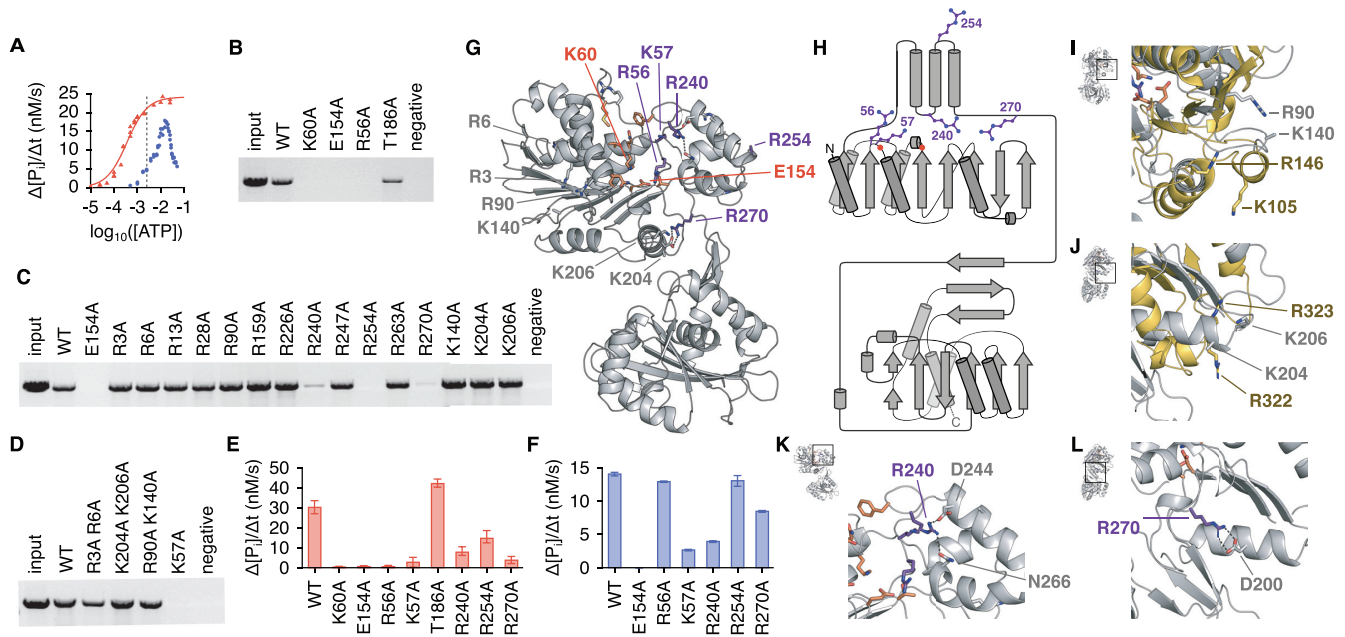 A
Δ[Pᵢ]/Δt (nM/s)
25
20
15
10
5
0
-5 -4 -3 -2 -1
log₁₀([ATP])
B
input
WT
K60A
E154A
R56A
T186A
negative
C
input
WT
E154A
R3A
R6A
R13A
R28A
R90A
R159A
R226A
R240A
R247A
R254A
R263A
R270A
K140A
K204A
K206A
negative
D
input
WT
R3A R6A
K204A K206A
R90A K140A
K57A
negative
E
Δ[Pᵢ]/Δt (nM/s)
50
40
30
20
10
0
WT
K60A
E154A
R56A
K57A
T186A
R240A
R254A
R270A
F
Δ[Pᵢ]/Δt (nM/s)
15
10
5
0
WT
E154A
R56A
K57A
R240A
R254A
R270A
G
K60
K57
R56
R240
R6
R254
R3
E154
R90
K140
R270
K206
K204
H
254
56
57
270
240
N
C
I
R90
K140
R146
K105
J
R323
K206
K204
R322
K
R240
D244
N266
L
R270
D200